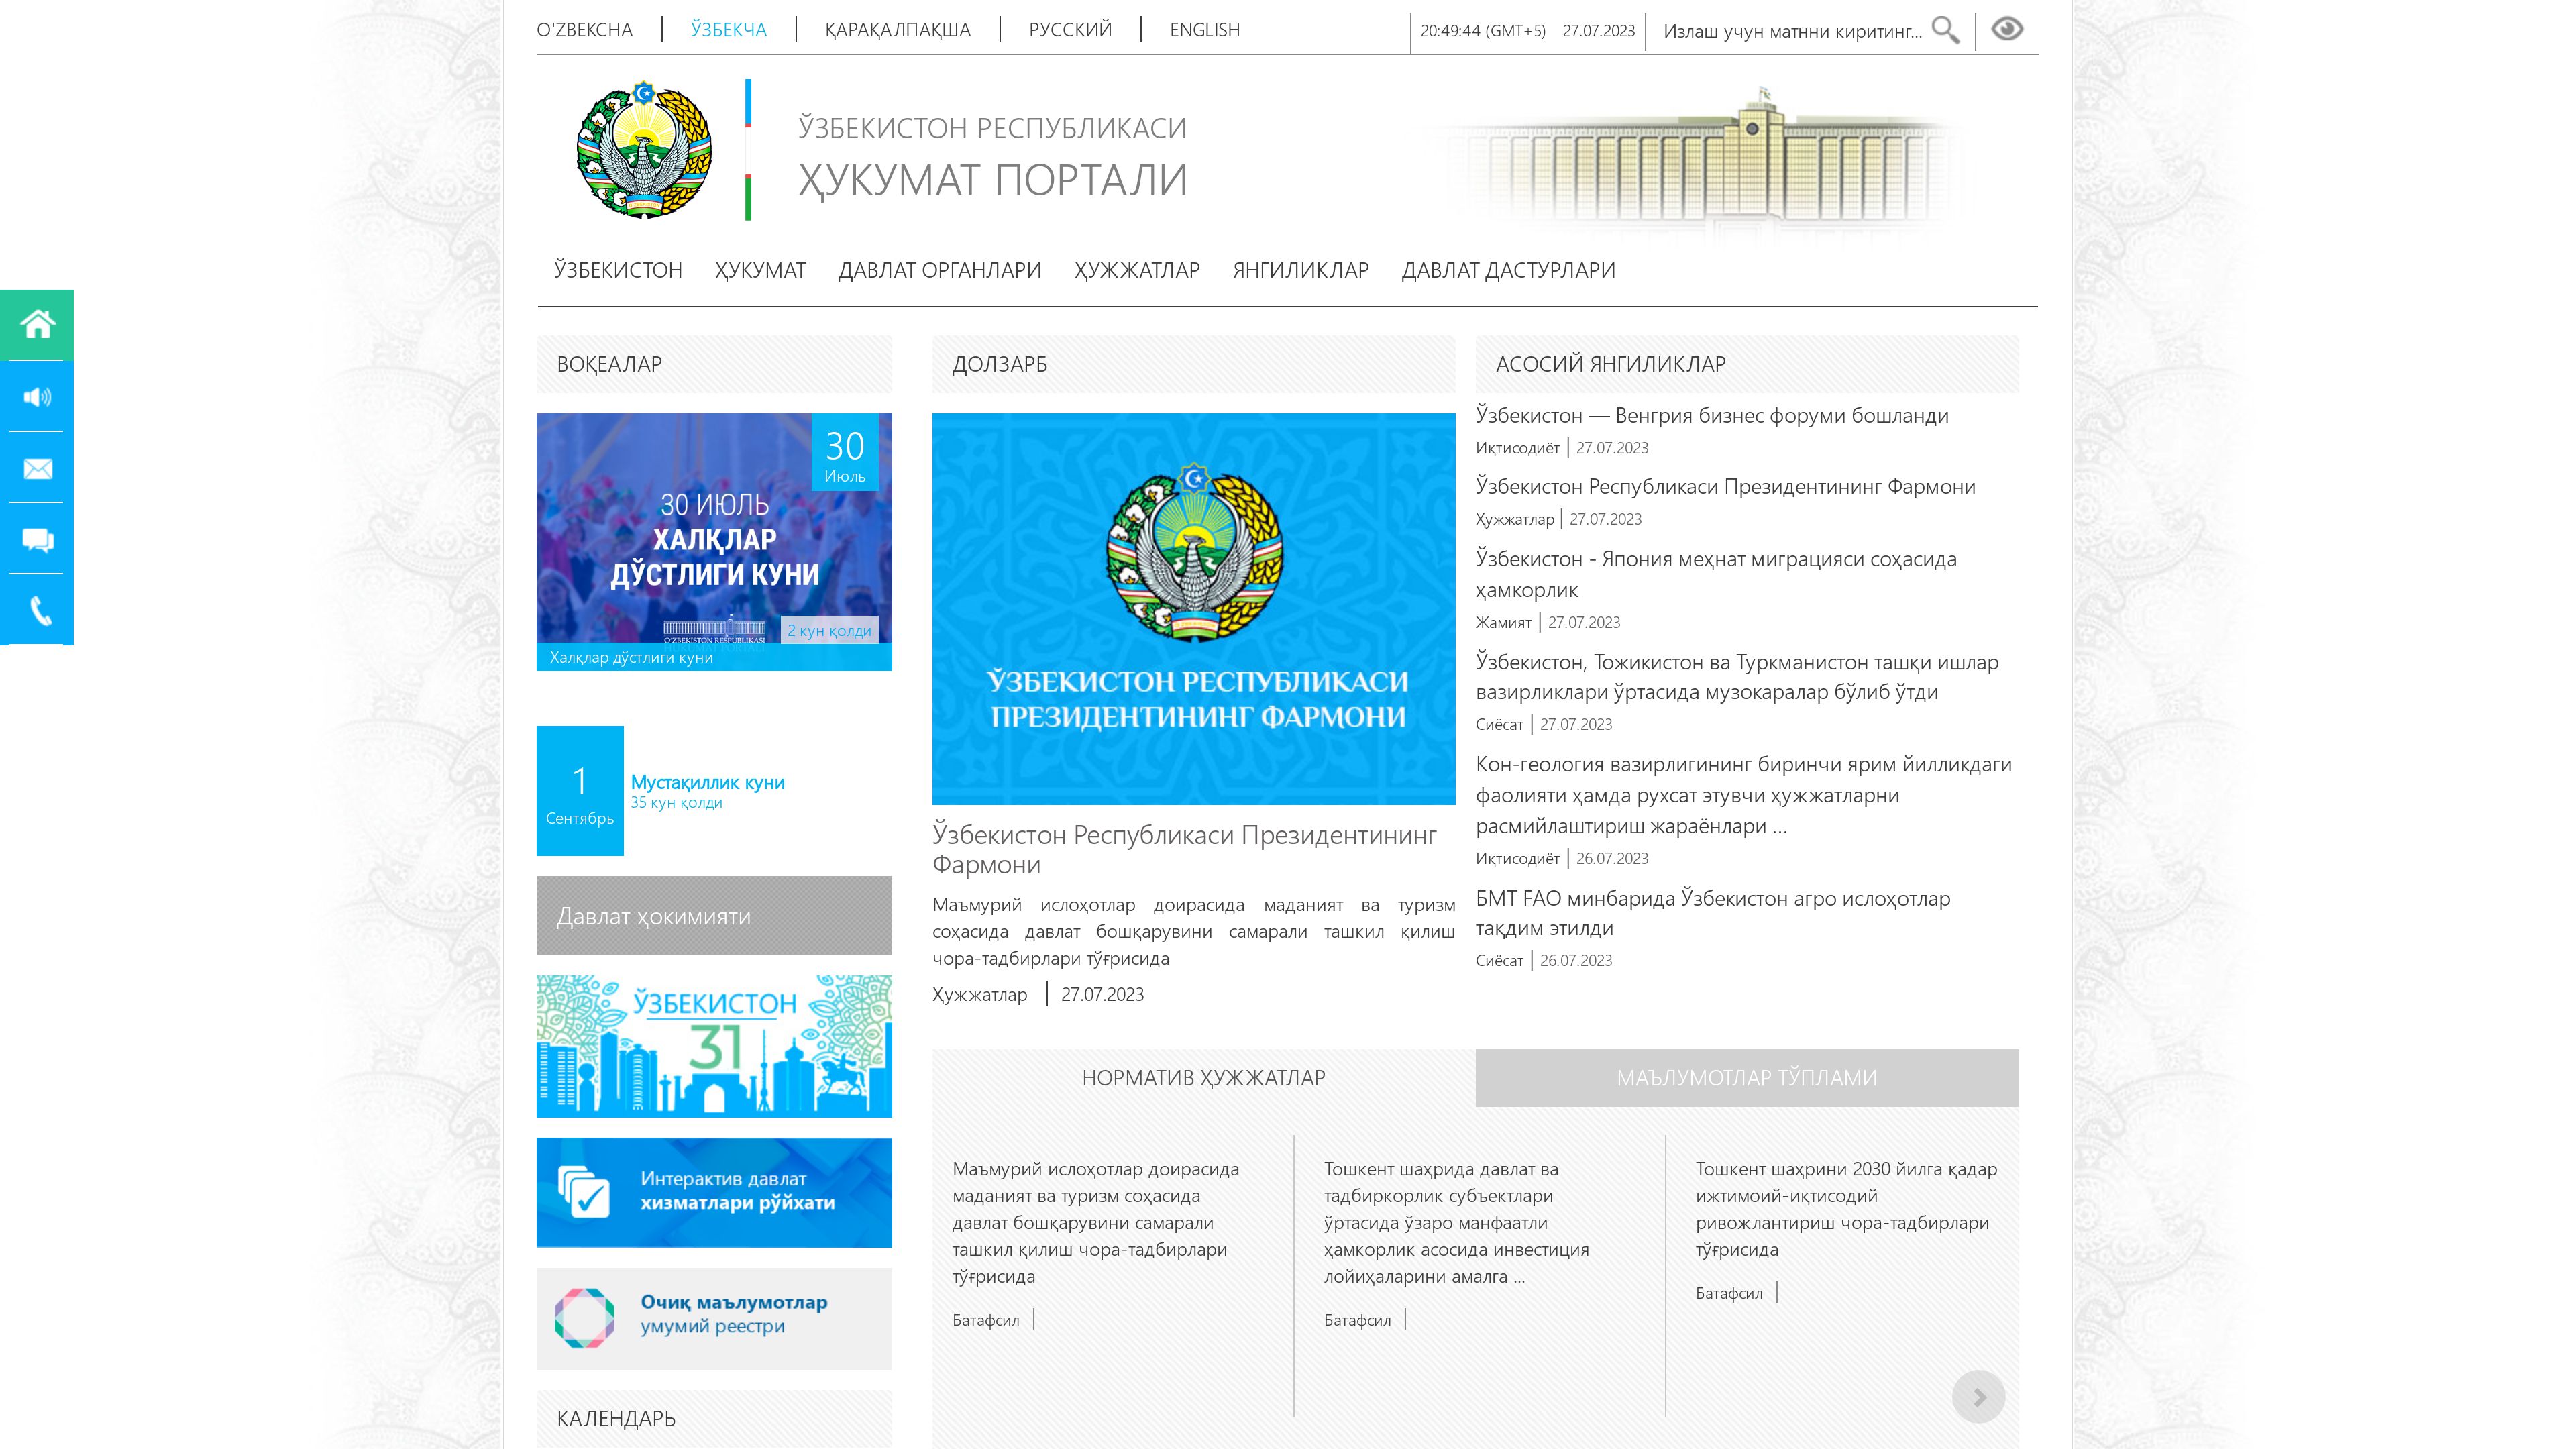 O'ZBEKCHA
ЎЗБЕКЧА
ҚАРАҚАЛПАҚША
РУССКИЙ
ENGLISH
20:49:44 (GMT+5) 27.07.2023
Излаш учун матнни киритинг...
ЎЗБЕКИСТОН РЕСПУБЛИКАСИ
ҲУКУМАТ ПОРТАЛИ
ЎЗБЕКИСТОН
ҲУКУМАТ
ДАВЛАТ ОРГАНЛАРИ
ҲУЖЖАТЛАР
ЯНГИЛИКЛАР
ДАВЛАТ ДАСТУРЛАРИ
ВОҚЕАЛАР
30
Июль
30 ИЮЛЬ
ХАЛҚЛАР
ДЎСТЛИГИ КУНИ
O'ZBEKISTON RESPUBLIKASI
HUKUMAT PORTALI
2 кун қолди
Халқлар дўстлиги куни
1
Сентябрь
Мустақиллик куни
35 кун қолди
Давлат ҳокимияти
ЎЗБЕКИСТОН
31
Интерактив давлат
хизматлари рўйхати
Очиқ маълумотлар
умумий реестри
КАЛЕНДАРЬ
ДОЛЗАРБ
ЎЗБЕКИСТОН РЕСПУБЛИКАСИ
ПРЕЗИДЕНТИНИНГ ФАРМОНИ
Ўзбекистон Республикаси Президентининг
Фармони
Маъмурий ислоҳотлар доирасида маданият ва туризм
соҳасида давлат бошқарувини самарали ташкил қилиш
чора-тадбирлари тўғрисида
Ҳужжатлар 27.07.2023
АСОСИЙ ЯНГИЛИКЛАР
Ўзбекистон — Венгрия бизнес форуми бошланди
Иқтисодиёт 27.07.2023
Ўзбекистон Республикаси Президентининг Фармони
Ҳужжатлар 27.07.2023
Ўзбекистон - Япония меҳнат миграцияси соҳасида
ҳамкорлик
Жамият 27.07.2023
Ўзбекистон, Тожикистон ва Туркманистон ташқи ишлар
вазирликлари ўртасида музокаралар бўлиб ўтди
Сиёсат 27.07.2023
Кон-геология вазирлигининг биринчи ярим йилликдаги
фаолияти ҳамда рухсат этувчи ҳужжатларни
расмийлаштириш жараёнлари ...
Иқтисодиёт 26.07.2023
БМТ FAO минбарида Ўзбекистон агро ислоҳотлар
тақдим этилди
Сиёсат 26.07.2023
НОРМАТИВ ҲУЖЖАТЛАР
МАЪЛУМОТЛАР ТЎПЛАМИ
Маъмурий ислоҳотлар доирасида
маданият ва туризм соҳасида
давлат бошқарувини самарали
ташкил қилиш чора-тадбирлари
тўғрисида
Батафсил
Тошкент шаҳрида давлат ва
тадбиркорлик субъектлари
ўртасида ўзаро манфаатли
ҳамкорлик асосида инвестиция
лойиҳаларини амалга ...
Батафсил
Тошкент шаҳрини 2030 йилга қадар
ижтимоий-иқтисодий
ривожлантириш чора-тадбирлари
тўғрисида
Батафсил